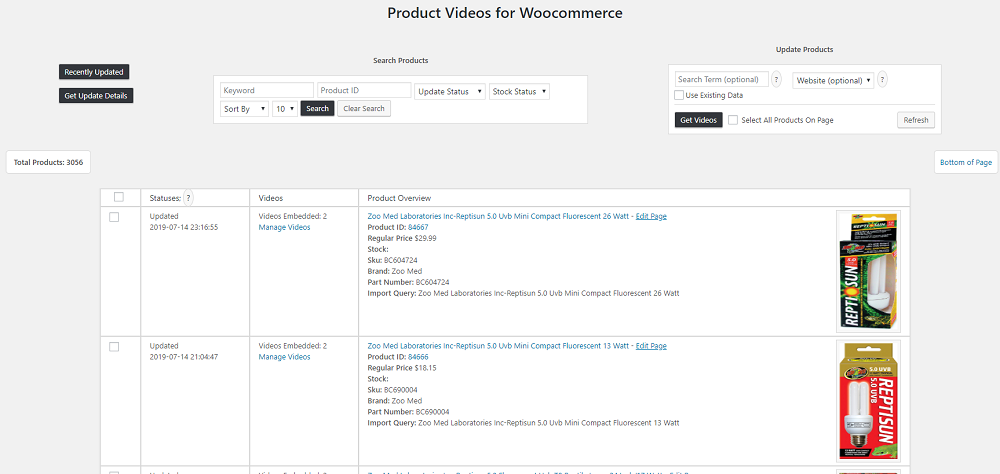 Product Videos for Woocommerce
Recently Updated
Get Update Details
Search Products
Keyword
Product ID
Update Status
Stock Status
Sort By
10
Search
Clear Search
Update Products
Search Term (optional)
?
Website (optional)
?
Use Existing Data
Get Videos
Select All Products On Page
Refresh
Total Products: 3056
Bottom of Page
Statuses: ?
Videos
Product Overview
Updated
2019-07-14 23:16:55
Videos Embedded: 2
Manage Videos
Zoo Med Laboratories Inc-Reptisun 5.0 Uvb Mini Compact Fluorescent 26 Watt - Edit Page
Product ID: 84667
Regular Price $29.99
Stock:
Sku: BC604724
Brand: Zoo Med
Part Number: BC604724
Import Query: Zoo Med Laboratories Inc-Reptisun 5.0 Uvb Mini Compact Fluorescent 26 Watt
REPTISUN
5.0
REPTISUN
Updated
2019-07-14 21:04:47
Videos Embedded: 2
Manage Videos
Zoo Med Laboratories Inc-Reptisun 5.0 Uvb Mini Compact Fluorescent 13 Watt - Edit Page
Product ID: 84666
Regular Price $18.15
Stock:
Sku: BC690004
Brand: Zoo Med
Part Number: BC690004
Import Query: Zoo Med Laboratories Inc-Reptisun 5.0 Uvb Mini Compact Fluorescent 13 Watt
5.0 UVB
REPTISUN
5.0 UVB